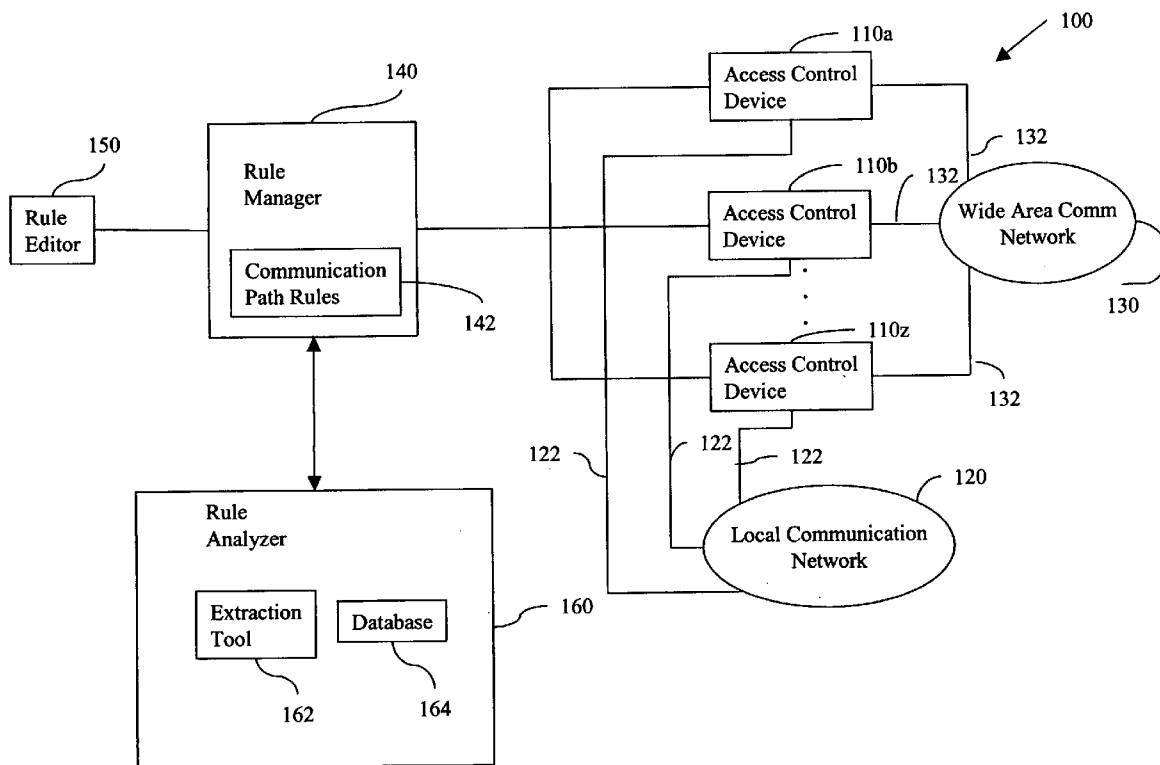 100
110a
Access Control
Device
140
150
Rule
Manager
132
110b
132
Rule
Editor
Access Control
Device
Wide Area Comm
Network
Communication
Path Rules
142
130
110z
Access Control
Device
132
122
122
122
120
Rule
Analyzer
Local Communication
Network
Extraction
Tool
Database
160
162
164